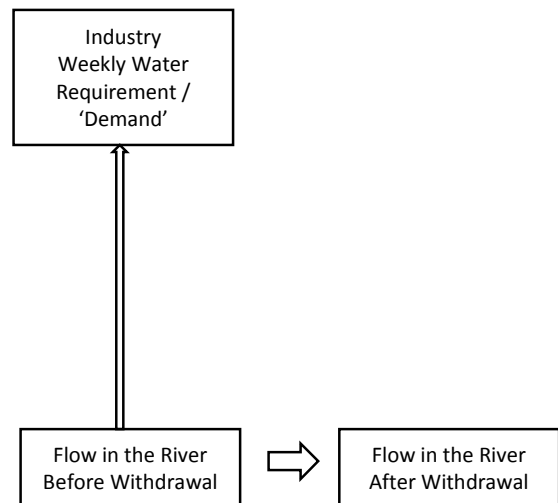 Industry
Weekly Water
Requirement /
‘Demand’
Flow in the River
Before Withdrawal
Flow in the River
After Withdrawal